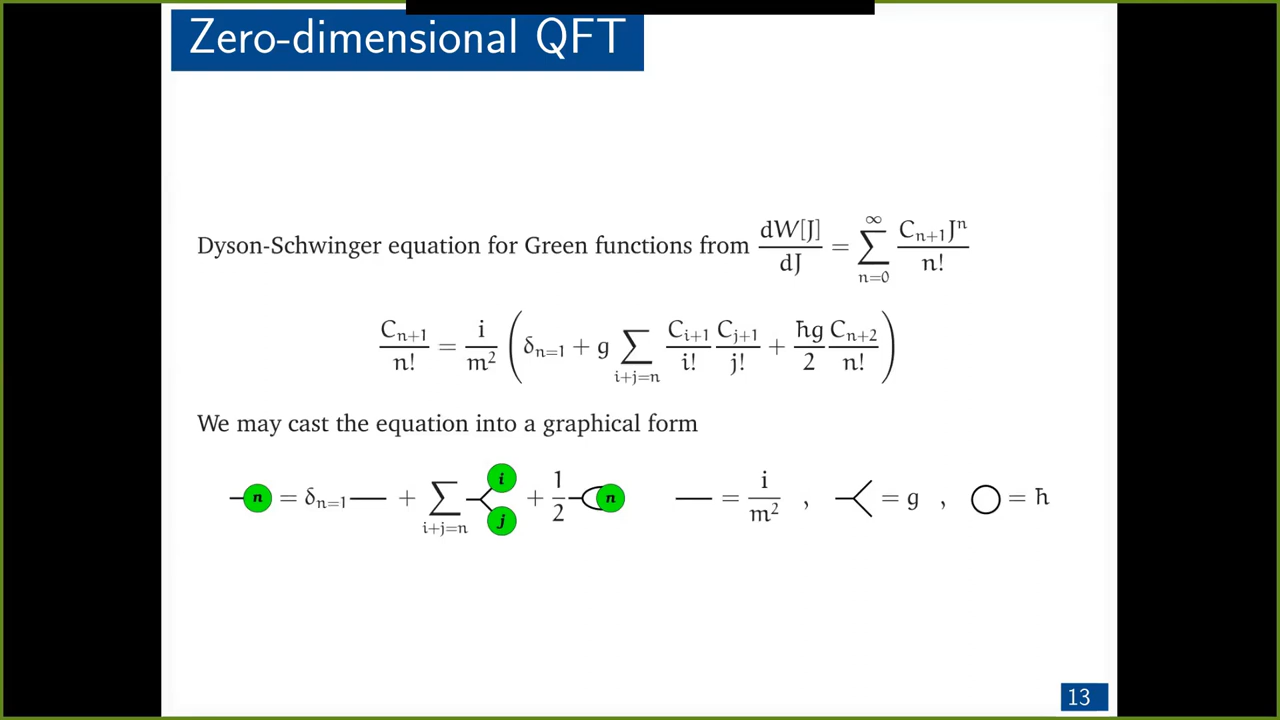 Zero-dimensional QFT
Dyson-Schwinger equation for Green functions from dW[J]/dJ = ∑_{n=0}^{∞} C_{n+1}J^n/n!
C_{n+1}/n! = i/m² ( δ_{n=1} + g ∑_{i+j=n} C_{i+1}/i! C_{j+1}/j! + ħg/2 C_{n+2}/n! )
We may cast the equation into a graphical form
n = δ_{n=1} + ∑_{i+j=n} i j + 1/2 n = i/m² , = g , = ħ
13